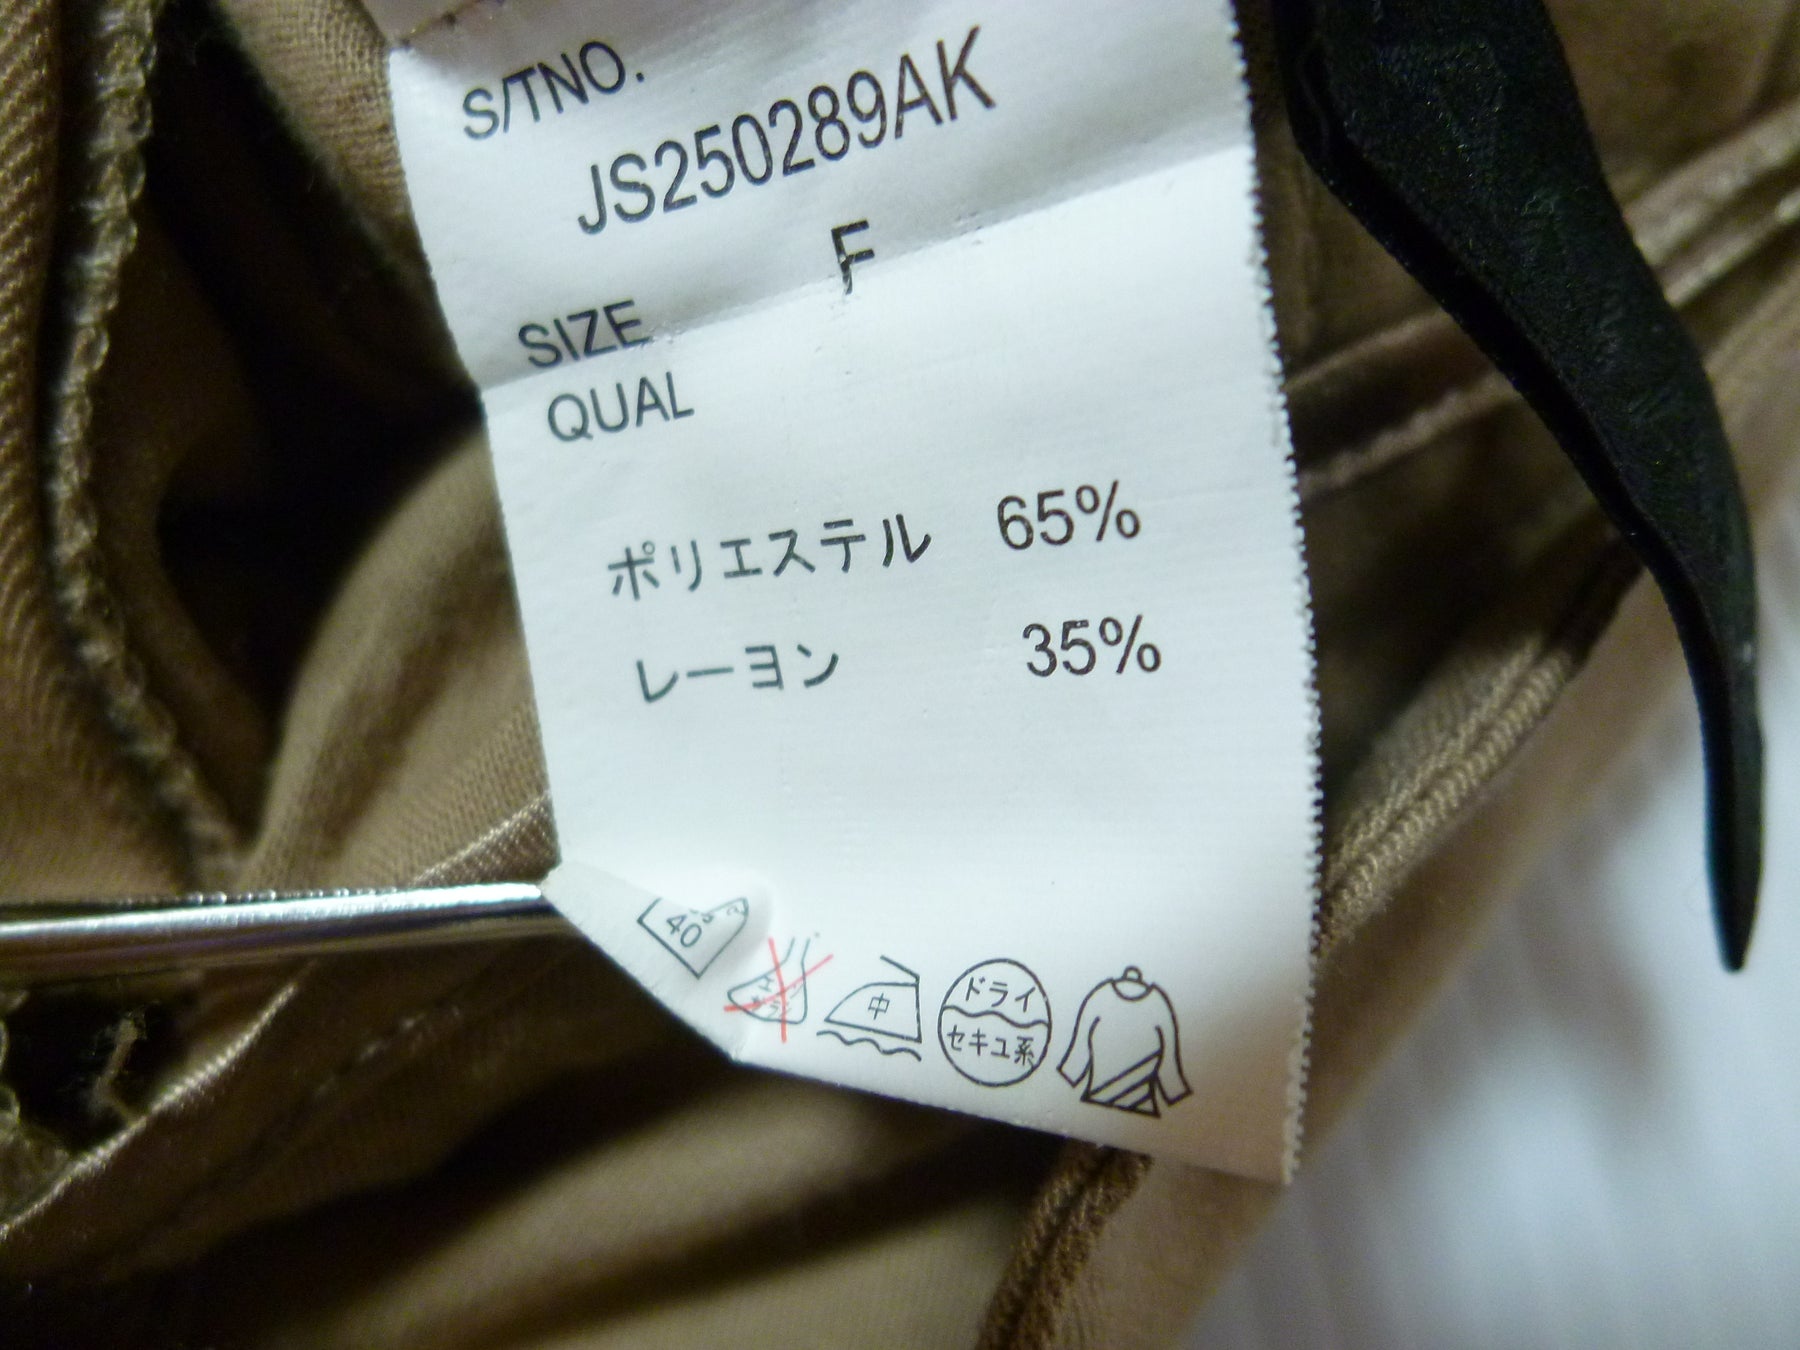 S/TNO.
JS250289AK
F
SIZE
QUAL
ポリエステル 65%
レーヨン 35%
40
中
ドライ
セキユ系